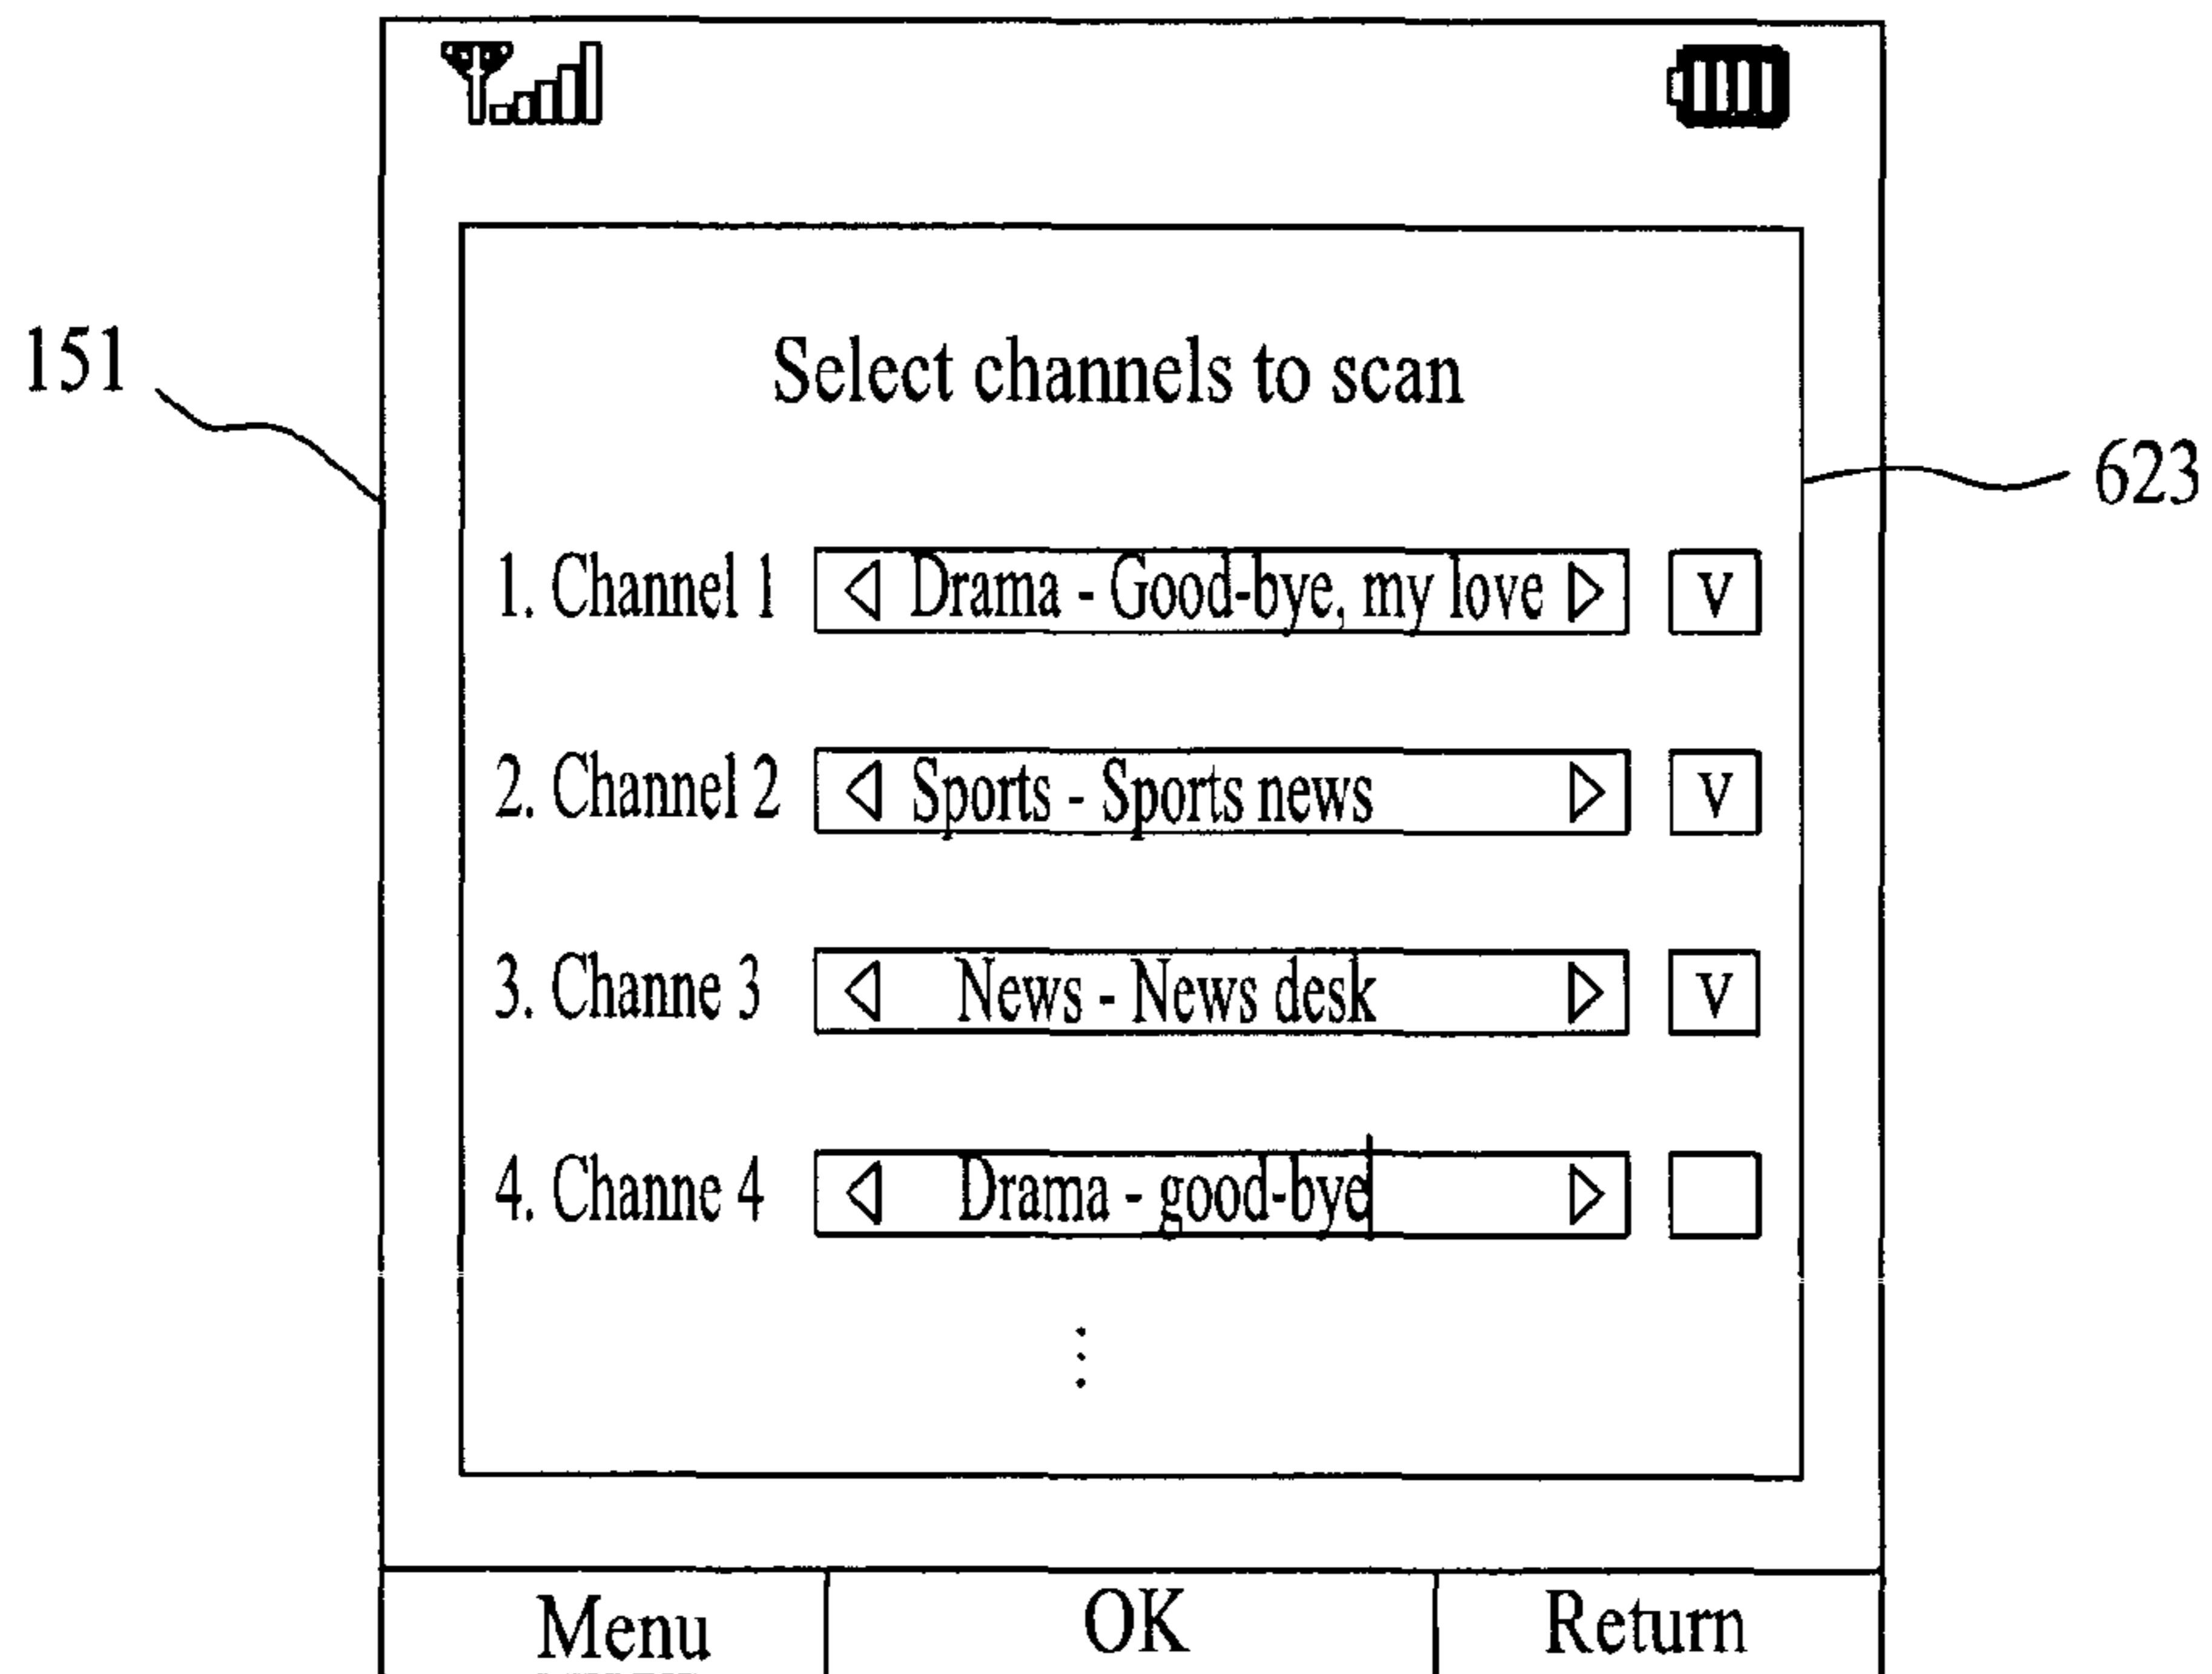 151
Select channels to scan
623
1. Channel 1 Drama - Good-bye, my love V
2. Channel 2 Sports - Sports news V
3. Channe 3 News - News desk V
4. Channe 4 Drama - good-bye
Menu OK Return